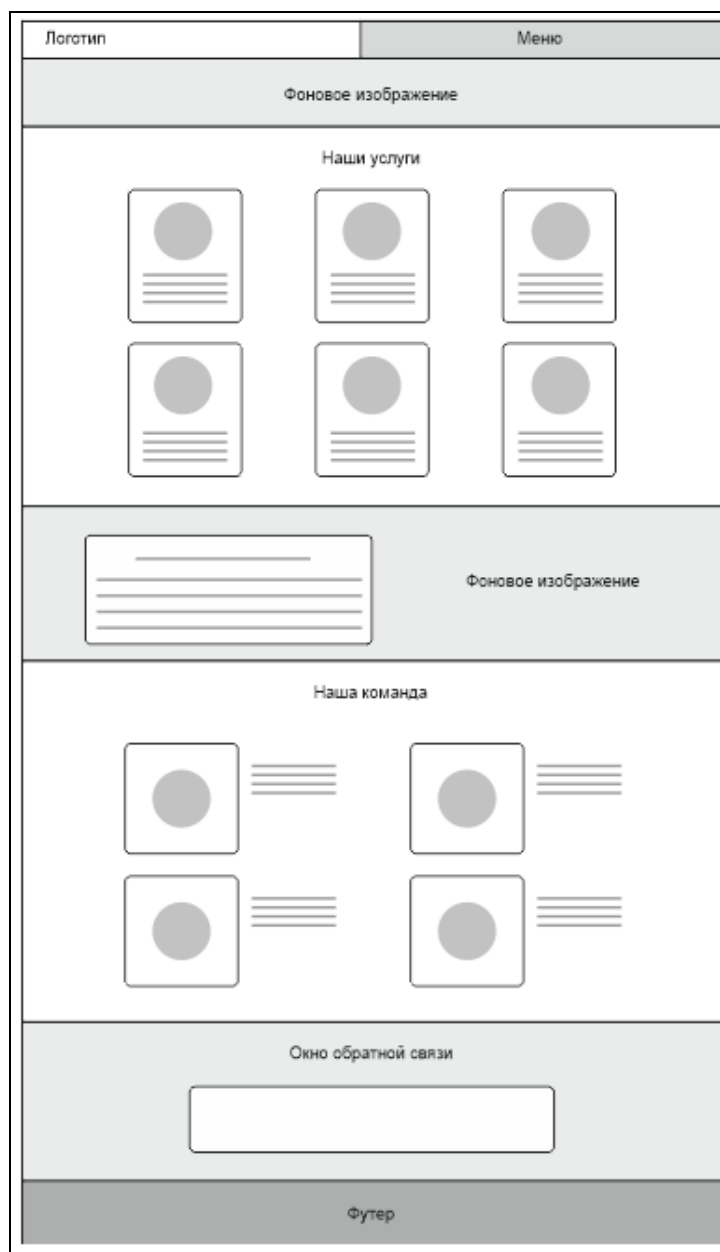 Логотип
Меню
Фоновое изображение
Наши услуги
Фоновое изображение
Наша команда
Окно обратной связи
Футер